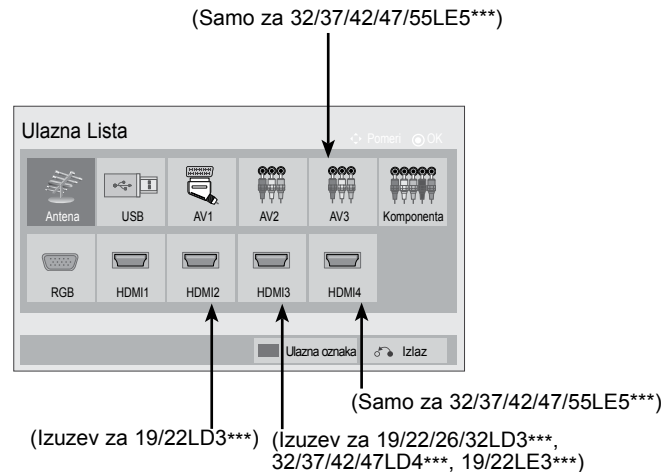 (Samo za 32/37/42/47/55LE5***)
Ulazna Lista
Pomeri OK
Antena USB AV1 AV2 AV3 Komponenta
RGB HDMI1 HDMI2 HDMI3 HDMI4
Ulazna oznaka Izlaz
(Samo za 32/37/42/47/55LE5***)
(Izuzev za 19/22LD3***) (Izuzev za 19/22/26/32LD3***,
32/37/42/47LD4***, 19/22LE3***)